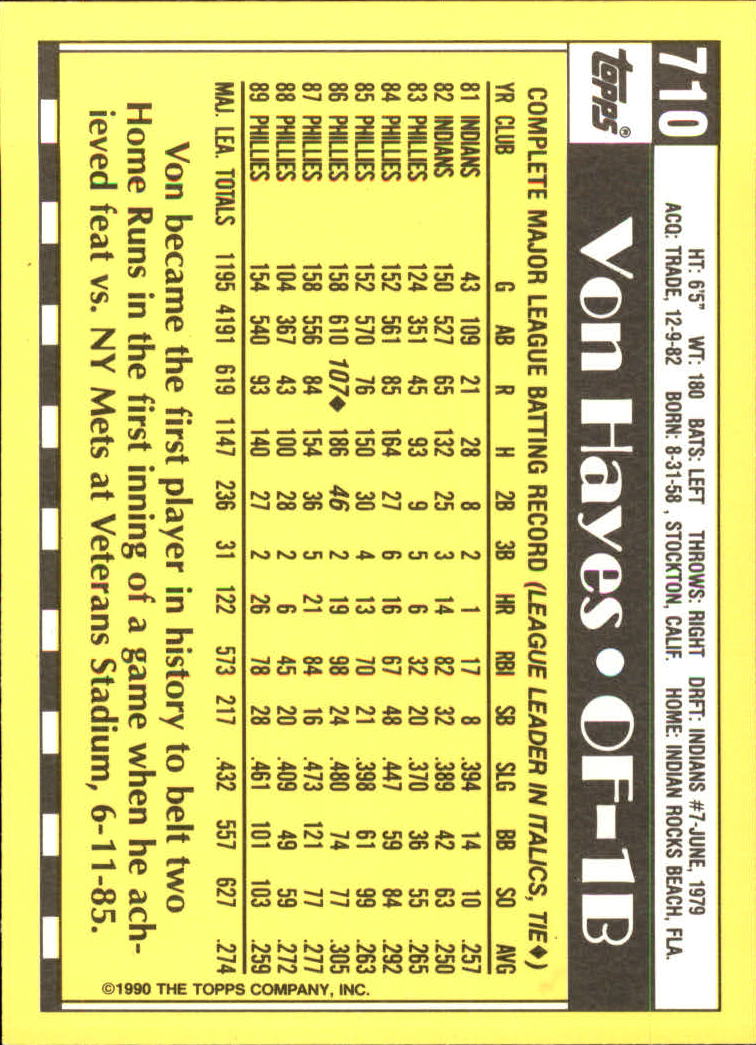 710
topps®
HT: 6'5" WT: 180 BATS: LEFT THROWS: RIGHT DRFT: INDIANS #7-JUNE, 1979
ACQ: TRADE, 12-9-82 BORN: 8-31-58, STOCKTON, CALIF. HOME: INDIAN ROCKS BEACH, FLA.
Von Hayes • OF-1B
COMPLETE MAJOR LEAGUE BATTING RECORD (LEAGUE LEADER IN ITALICS, TIE◆)
YR CLUB G AB R H 2B 3B HR RBI SB SLG BB SO AVG
81 INDIANS 43 109 21 28 8 2 1 17 8 .394 14 10 .257
82 INDIANS 150 527 65 132 25 3 14 82 32 .389 42 63 .250
83 PHILLIES 124 351 45 93 9 5 6 32 20 .370 36 55 .265
84 PHILLIES 152 561 85 164 27 6 16 67 48 .447 59 84 .292
85 PHILLIES 152 570 76 150 30 4 13 70 21 .398 61 99 .263
86 PHILLIES 158 610 107◆ 186 46 2 19 98 24 .480 74 77 .305
87 PHILLIES 158 556 84 154 36 5 21 84 16 .473 121 77 .277
88 PHILLIES 104 367 43 100 28 2 6 45 20 .409 49 59 .272
89 PHILLIES 154 540 93 140 27 2 26 78 28 .461 101 103 .259
MAJ. LEA. TOTALS 1195 4191 619 1147 236 31 122 573 217 .432 557 627 .274
Von became the first player in history to belt two
Home Runs in the first inning of a game when he ach-
ieved feat vs. NY Mets at Veterans Stadium, 6-11-85.
©1990 THE TOPPS COMPANY, INC.